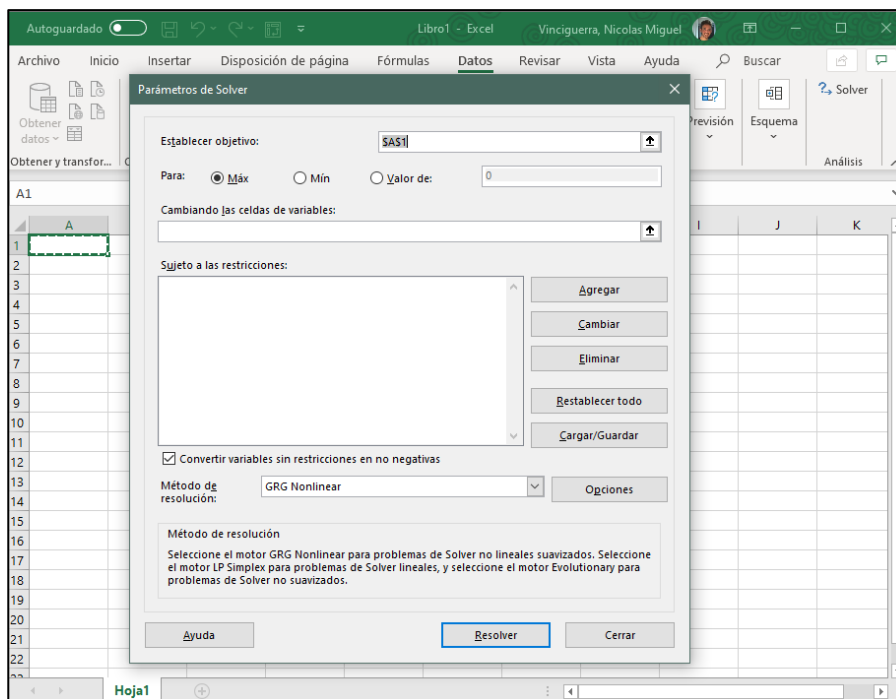 Autoguardado
Libro1 - Excel
Vinciguerra, Nicolas Miguel
Archivo Inicio Insertar Disposición de página Fórmulas Datos Revisar Vista Ayuda Buscar
Obtener datos
Previsión
Esquema
Solver
Obtener y transfor...
Análisis
A1
A I J K
Parámetros de Solver
Establecer objetivo: $A$1
Para: Máx Mín Valor de: 0
Cambiando las celdas de variables:
Sujeto a las restricciones:
Agregar
Cambiar
Eliminar
Restablecer todo
Cargar/Guardar
Convertir variables sin restricciones en no negativas
Método de
resolución:
GRG Nonlinear
Opciones
Método de resolución
Seleccione el motor GRG Nonlinear para problemas de Solver no lineales suavizados. Seleccione
el motor LP Simplex para problemas de Solver lineales, y seleccione el motor Evolutionary para
problemas de Solver no suavizados.
Ayuda Resolver Cerrar
1
2
3
4
5
6
7
8
9
10
11
12
13
14
15
16
17
18
19
20
21
22
Hoja1